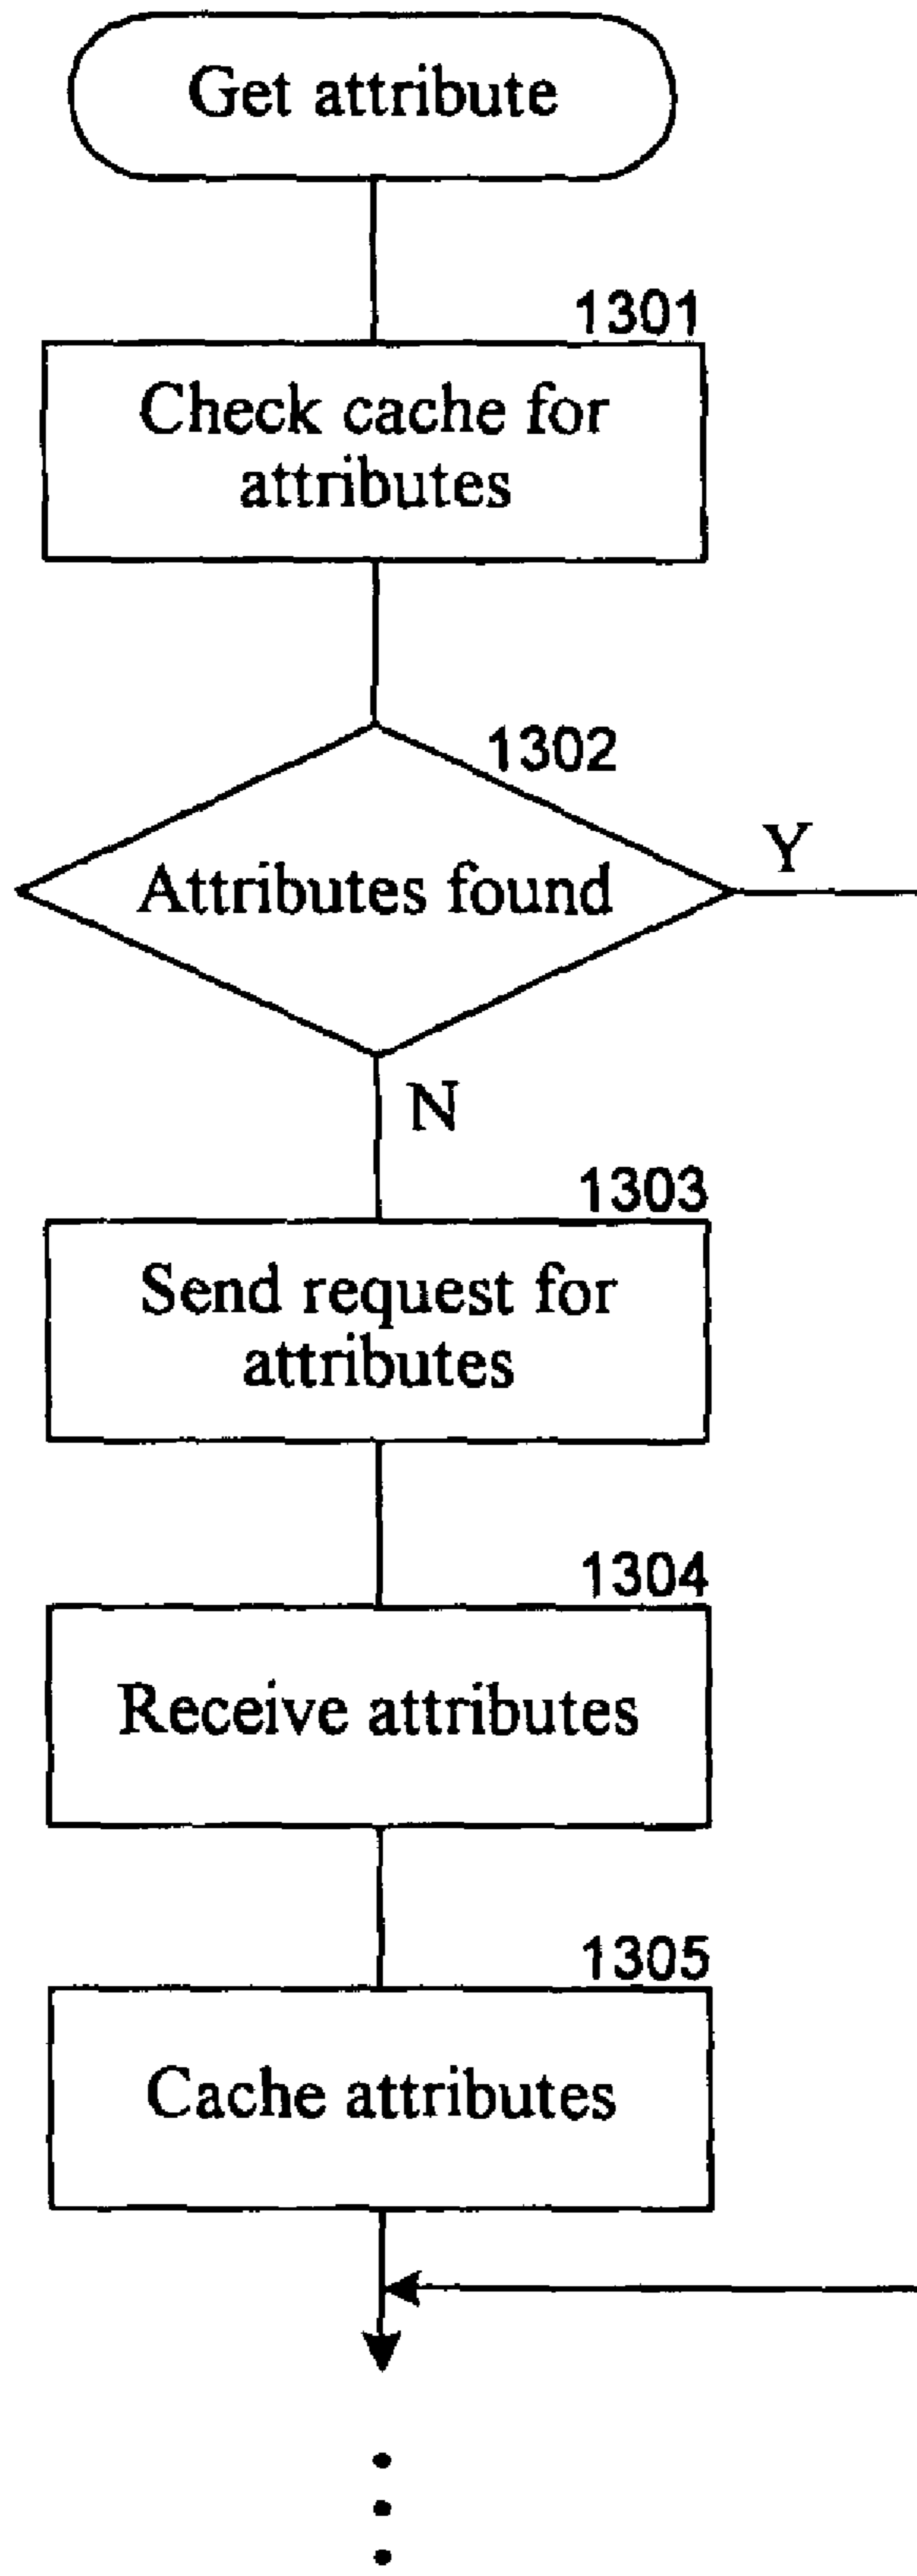 Get attribute
1301
Check cache for
attributes
1302
Y
Attributes found
N
1303
Send request for
attributes
1304
Receive attributes
1305
Cache attributes